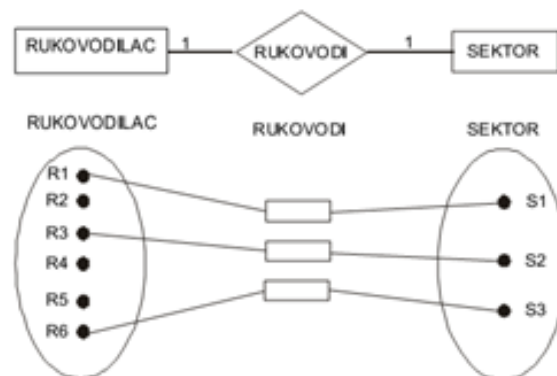 RUKOVODILAC 1 RUKOVODI 1 SEKTOR
RUKOVODILAC RUKOVODI SEKTOR
R1
R2
R3
R4
R5
R6
S1
S2
S3